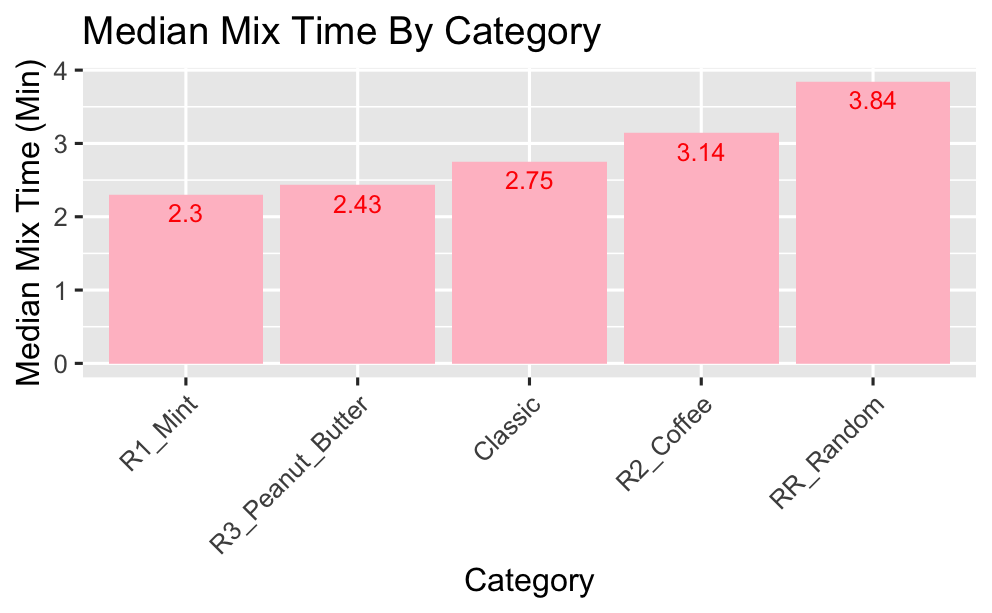 Median Mix Time By Category
Median Mix Time (Min)
4
3
2
1
0
2.3
2.43
2.75
3.14
3.84
R1_Mint
R3_Peanut_Butter
Classic
R2_Coffee
RR_Random
Category